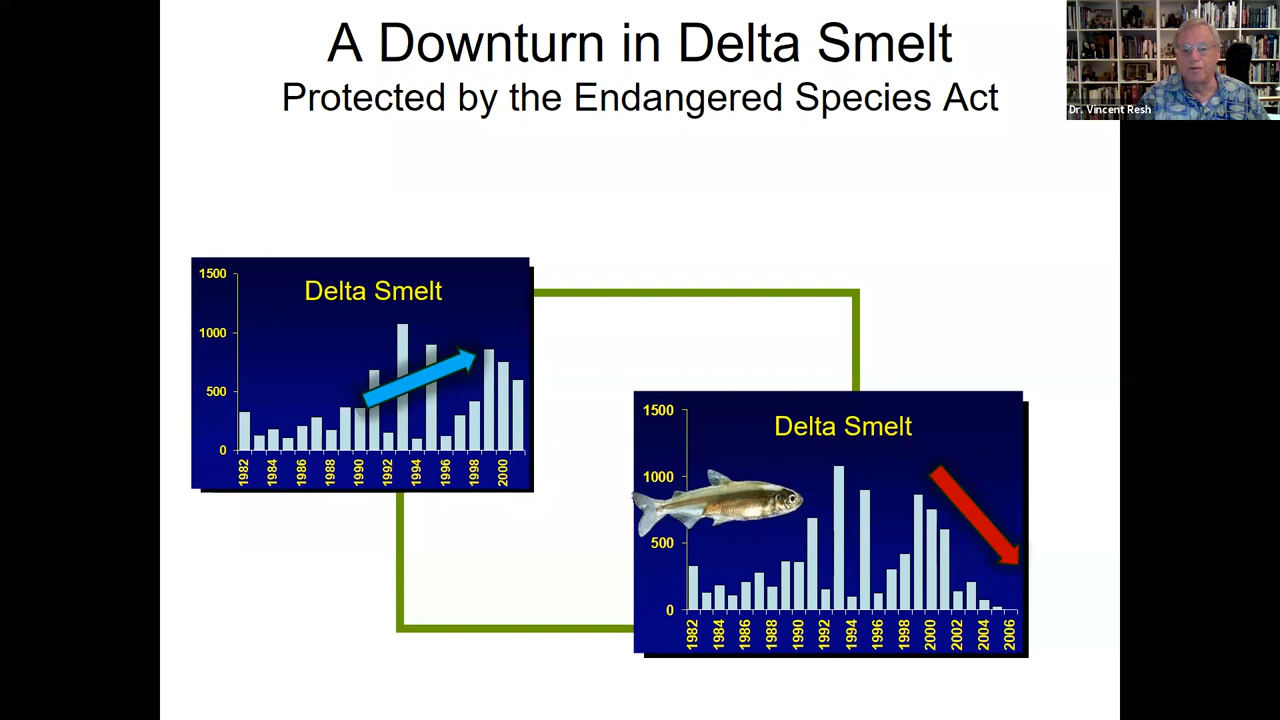 A Downturn in Delta Smelt
Protected by the Endangered Species Act
Dr. Vincent Resh
Delta Smelt
1500
1000
500
0
1982 1984 1986 1988 1990 1992 1994 1996 1998 2000
Delta Smelt
1500
1000
500
0
1982 1984 1986 1988 1990 1992 1994 1996 1998 2000 2002 2004 2006